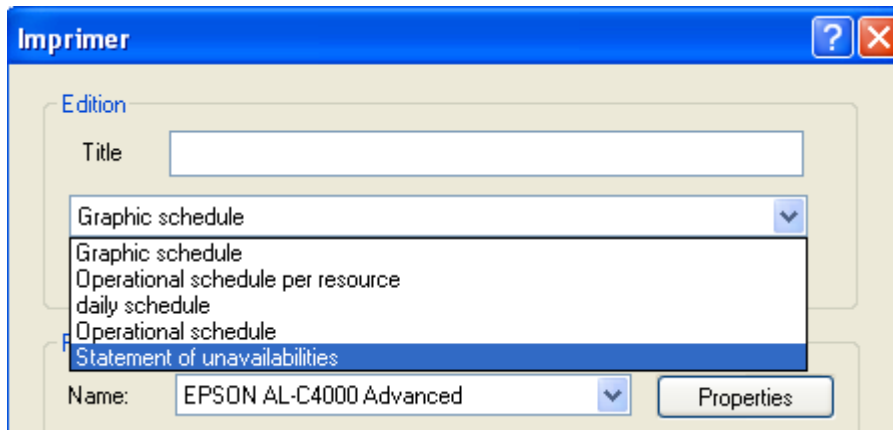 Imprimer
Edition
Title
Graphic schedule
Graphic schedule
Operational schedule per resource
daily schedule
Operational schedule
Statement of unavailabilities
Name: EPSON AL-C4000 Advanced Properties